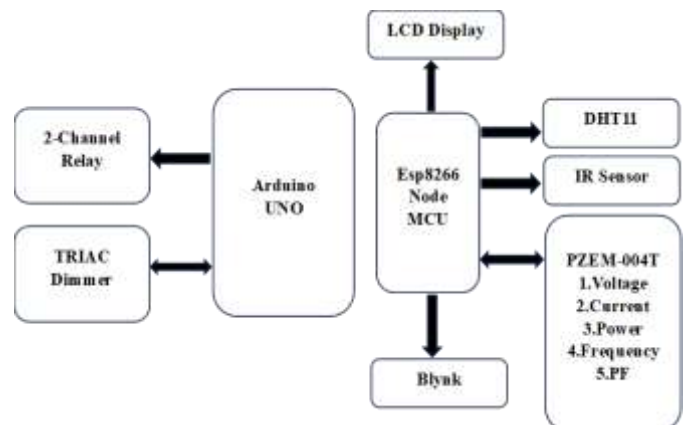 LCD Display
2-Channel
Relay
Arduino
UNO
TRIAC
Dimmer
Esp8266
Node
MCU
DHT11
IR Sensor
PZEM-004T
1.Voltage
2.Current
3.Power
4.Frequency
5.PF
Blynk